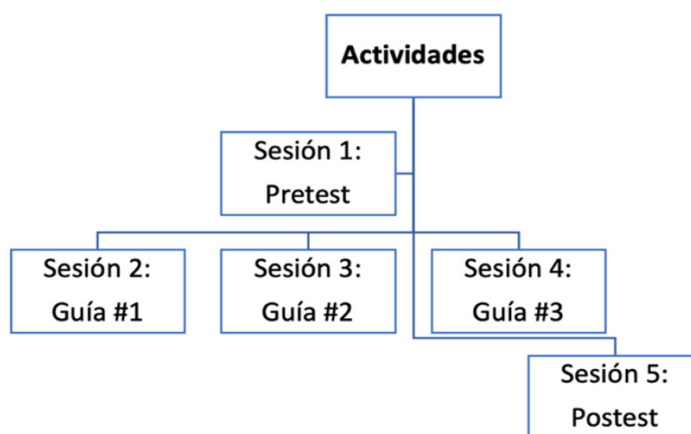 Actividades
Sesión 1:
Pretest
Sesión 2:
Guía #1
Sesión 3:
Guía #2
Sesión 4:
Guía #3
Sesión 5:
Postest